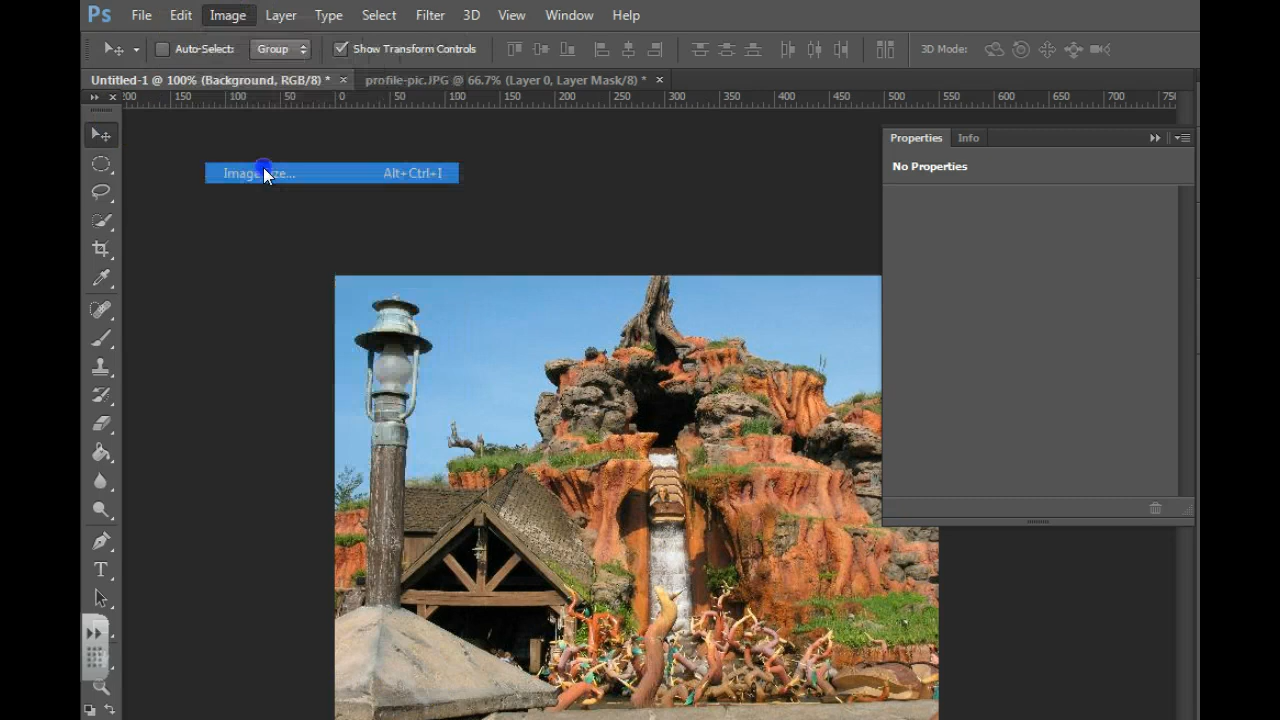 Ps File Edit Image Layer Type Select Filter 3D View Window Help
Auto-Select: Group Show Transform Controls 3D Mode:
Untitled-1 @ 100% (Background, RGB/8) * × profile-pic.JPG @ 66.7% (Layer 0, Layer Mask/8) * ×
200 150 100 50 0 50 100 150 200 250 300 350 400 450 500 550 600 650 700 750
Properties Info
No Properties
Image Size... Alt+Ctrl+I
T